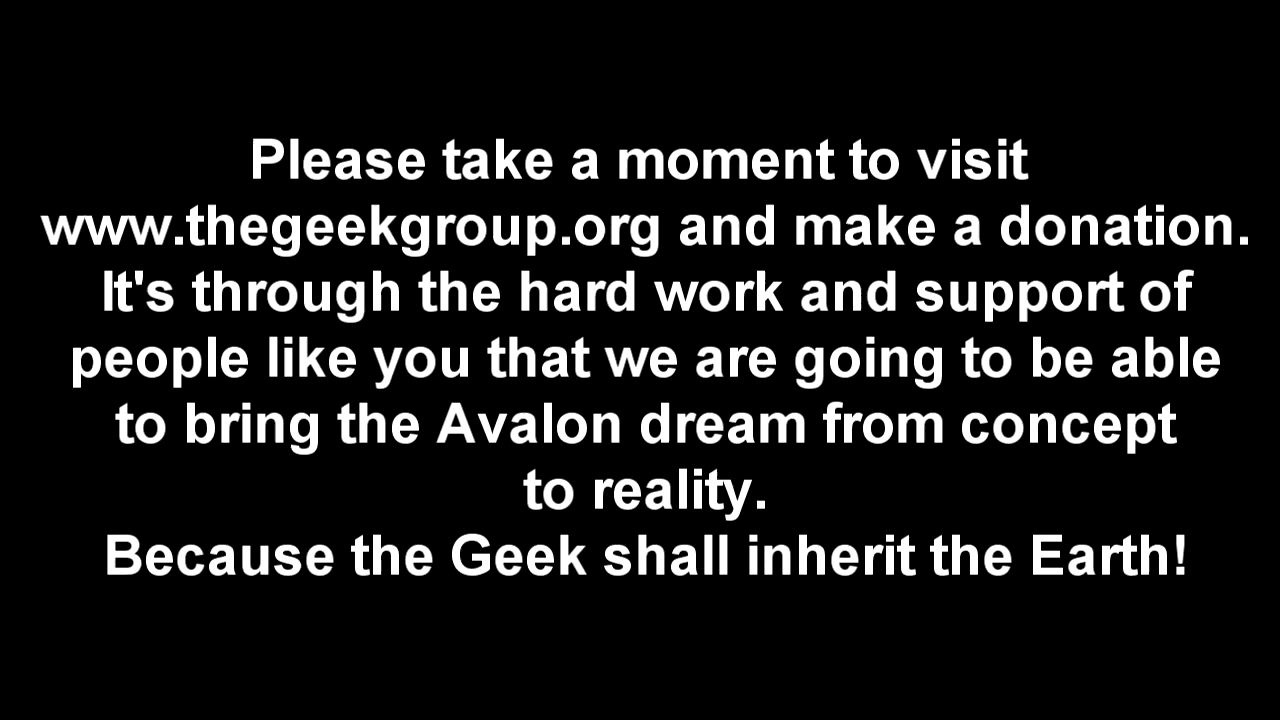 Please take a moment to visit
www.thegeekgroup.org and make a donation.
It's through the hard work and support of
people like you that we are going to be able
to bring the Avalon dream from concept
to reality.
Because the Geek shall inherit the Earth!